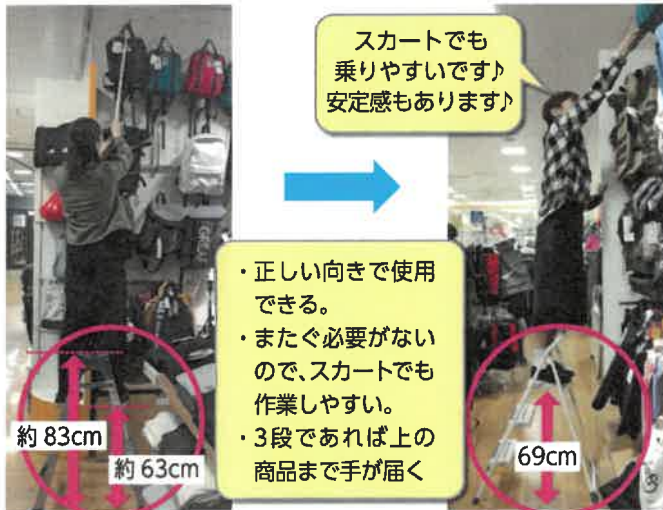 スカートでも
乗りやすいです♪
安定感もあります♪
・正しい向きで使用
できる。
・またぐ必要がない
ので、スカートでも
作業しやすい。
・3段であれば上の
商品まで手が届く
約83cm
約63cm
69cm